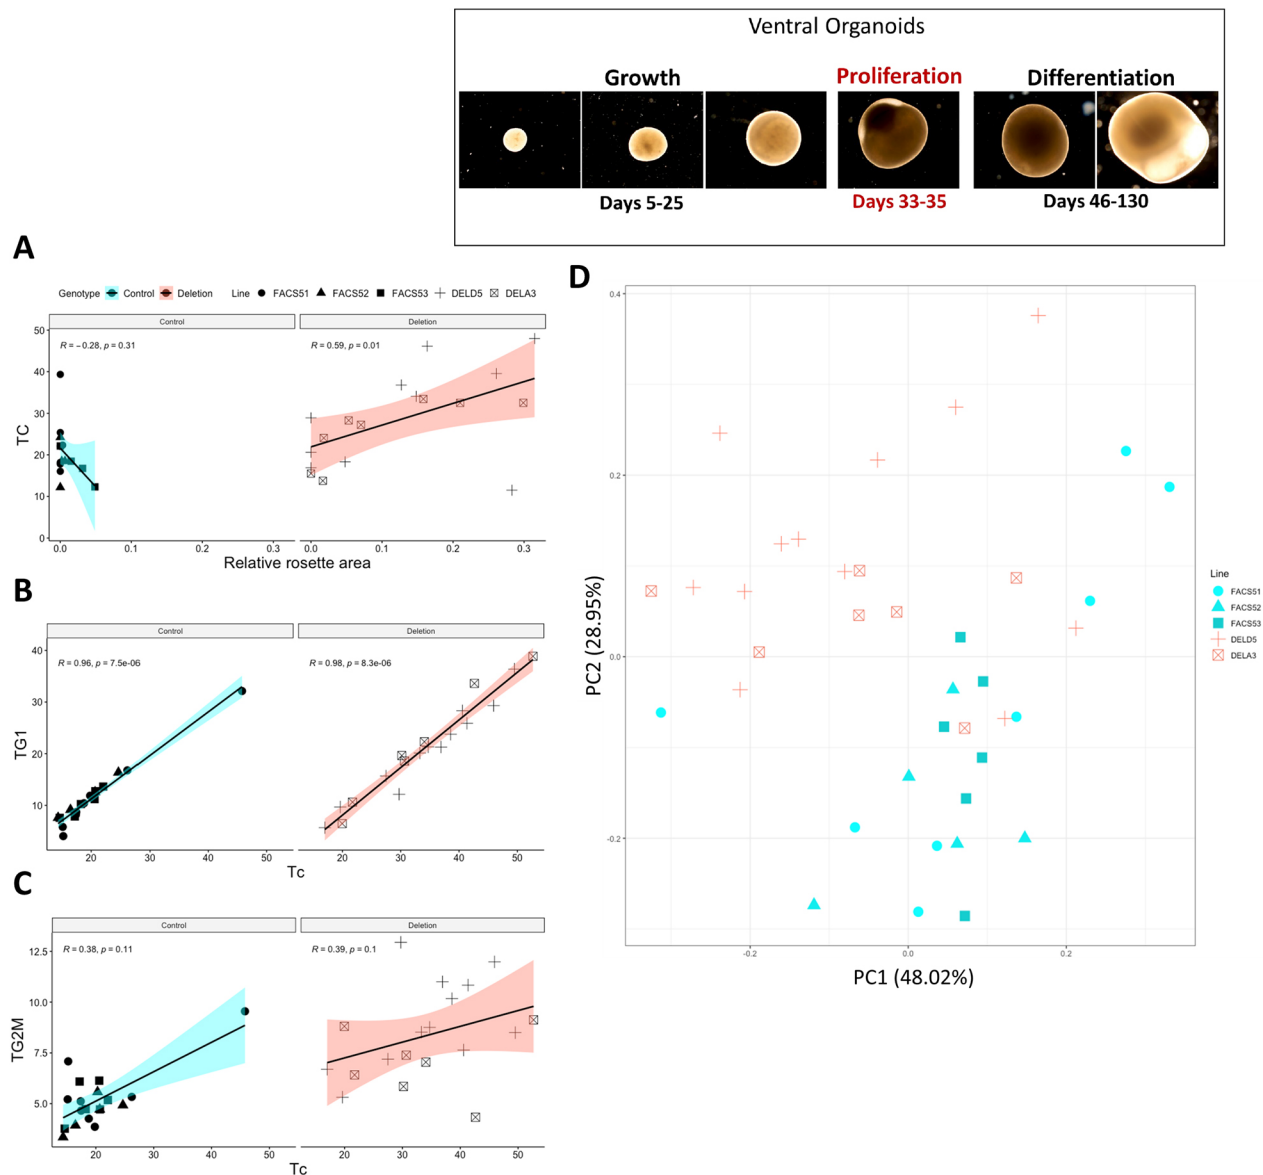 Ventral Organoids
Growth
Proliferation
Differentiation
Days 5-25
Days 33-35
Days 46-130
A
Genotype Control Deletion Line FACS51 FACS52 FACS53 DELD5 DELA3
Control
Deletion
R = −0.28, p = 0.31
R = 0.59, p = 0.01
50
40
30
20
10
0
TC
0.0 0.1 0.2 0.3
0.0 0.1 0.2 0.3
Relative rosette area
B
Control
Deletion
R = 0.96, p = 7.5e-06
R = 0.98, p = 8.3e-06
40
30
20
10
TG1
20 30 40 50
20 30 40 50
Tc
C
Control
Deletion
R = 0.38, p = 0.11
R = 0.39, p = 0.1
12.5
10.0
7.5
5.0
TG2M
20 30 40 50
20 30 40 50
Tc
D
0.4
0.2
0.0
-0.2
PC2 (28.95%)
-0.2 0.0 0.2
PC1 (48.02%)
Line
FACS51
FACS52
FACS53
DELD5
DELA3